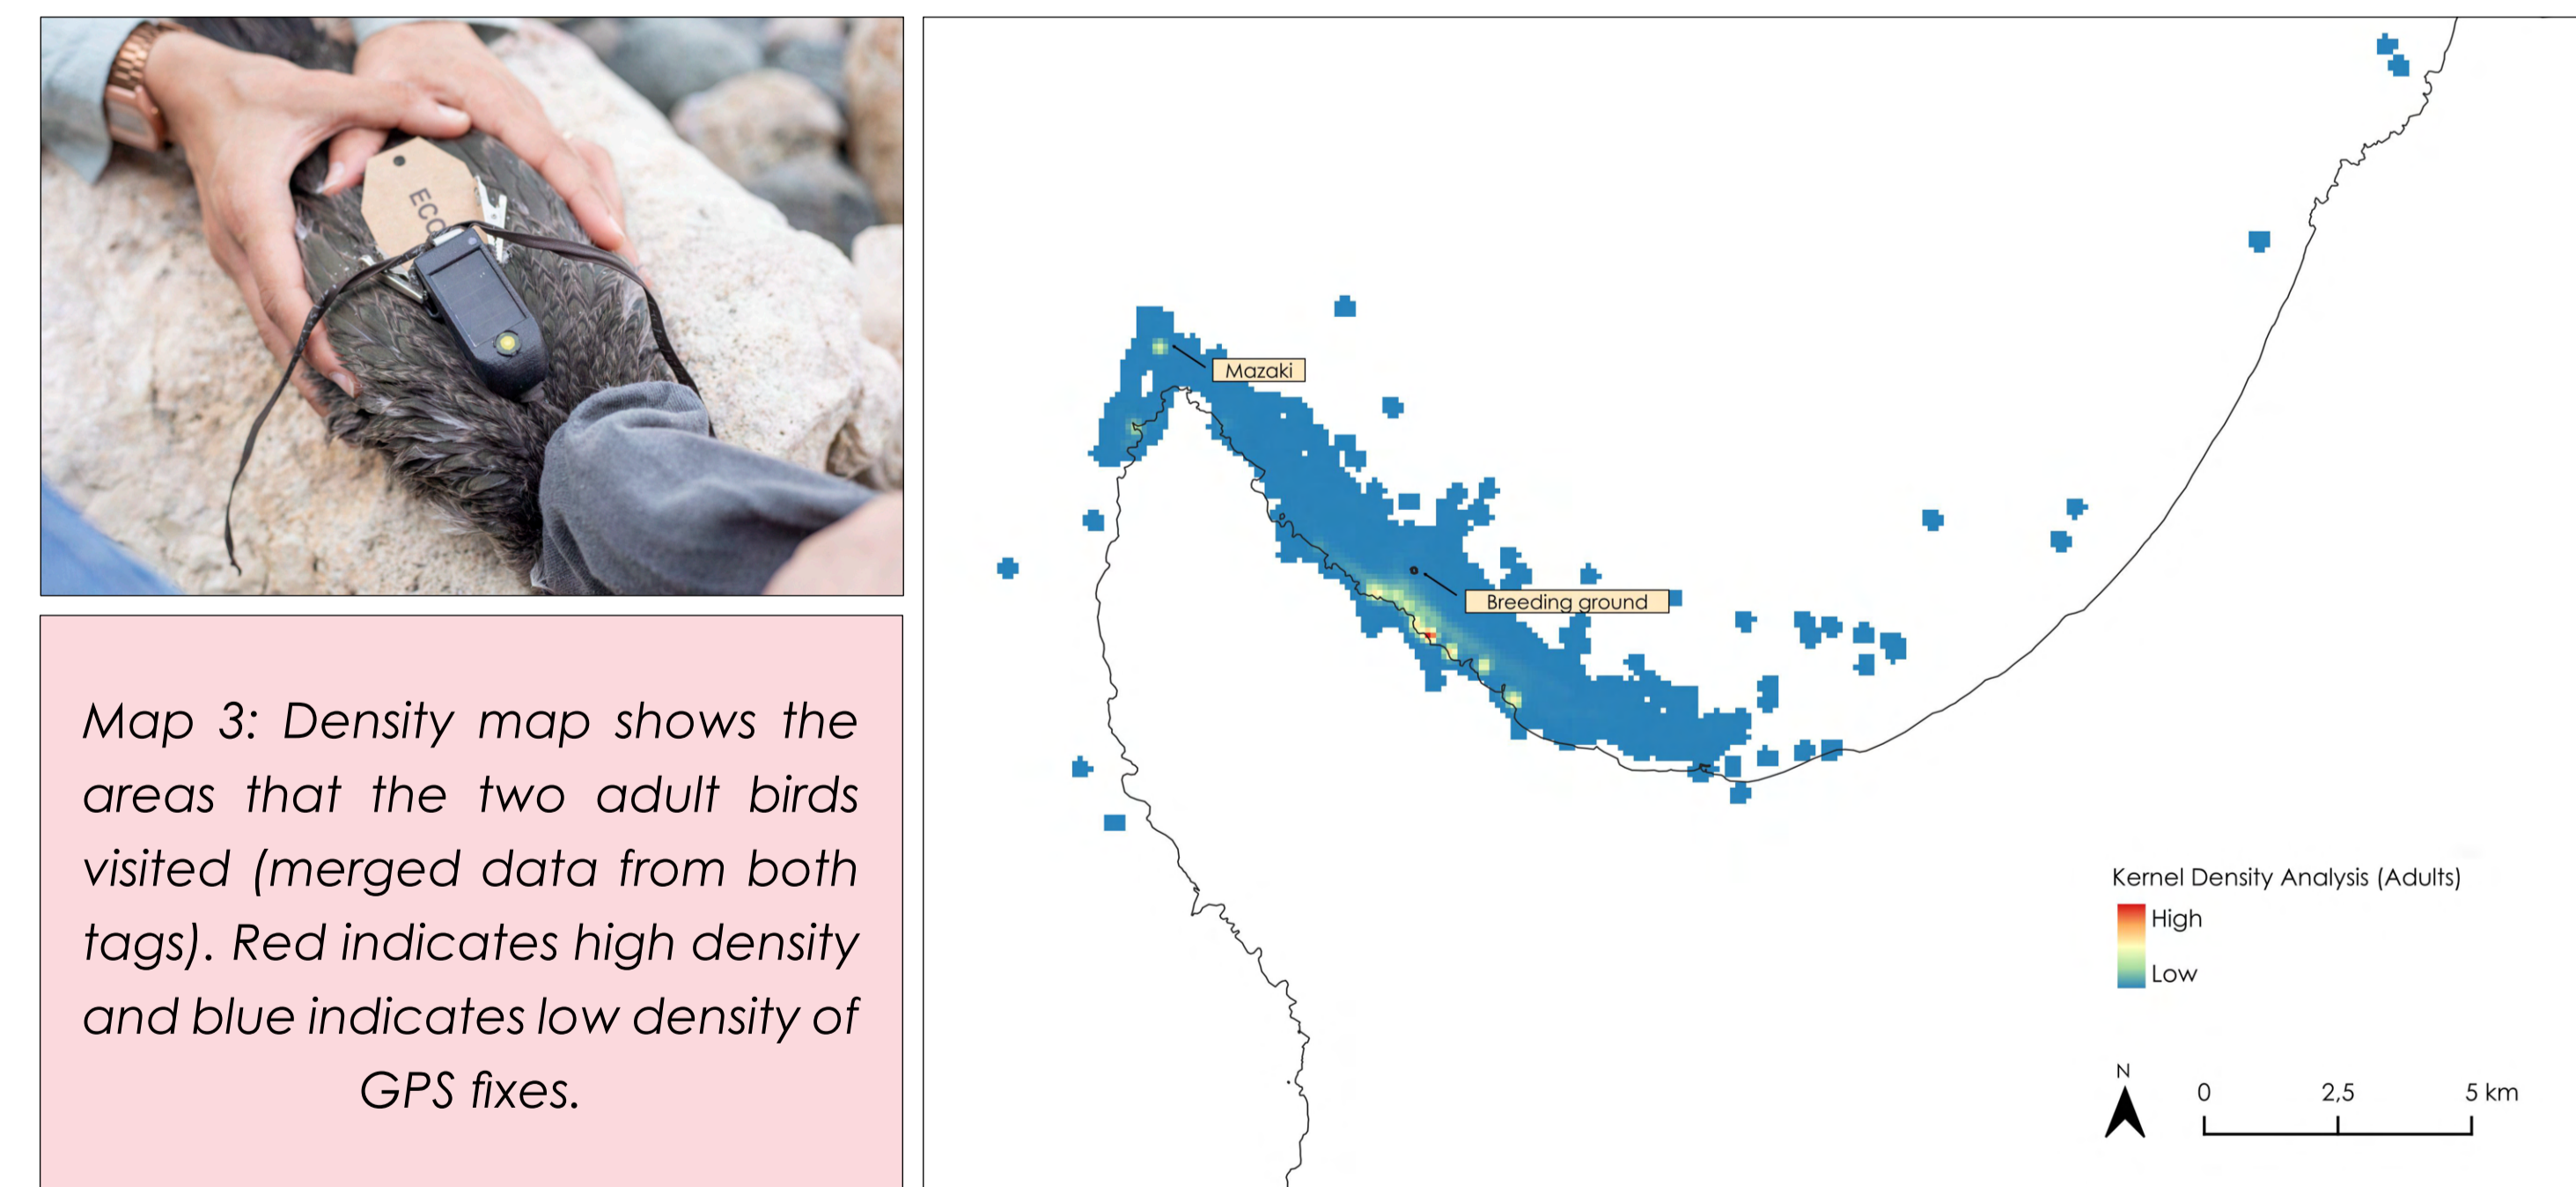 ECO
Map 3: Density map shows the
areas that the two adult birds
visited (merged data from both
tags). Red indicates high density
and blue indicates low density of
GPS fixes.
Mazaki
Breeding ground
Kernel Density Analysis (Adults)
High
Low
N
0 2,5 5 km